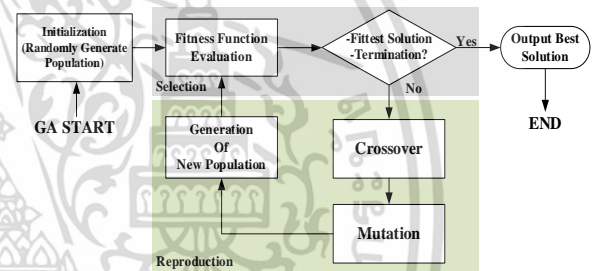 Initialization
(Randomly Generate
Population)
GA START
Fitness Function
Evaluation
Selection
-Fittest Solution
-Termination?
Yes
No
Output Best
Solution
END
Crossover
Mutation
Generation
Of
New Population
Reproduction